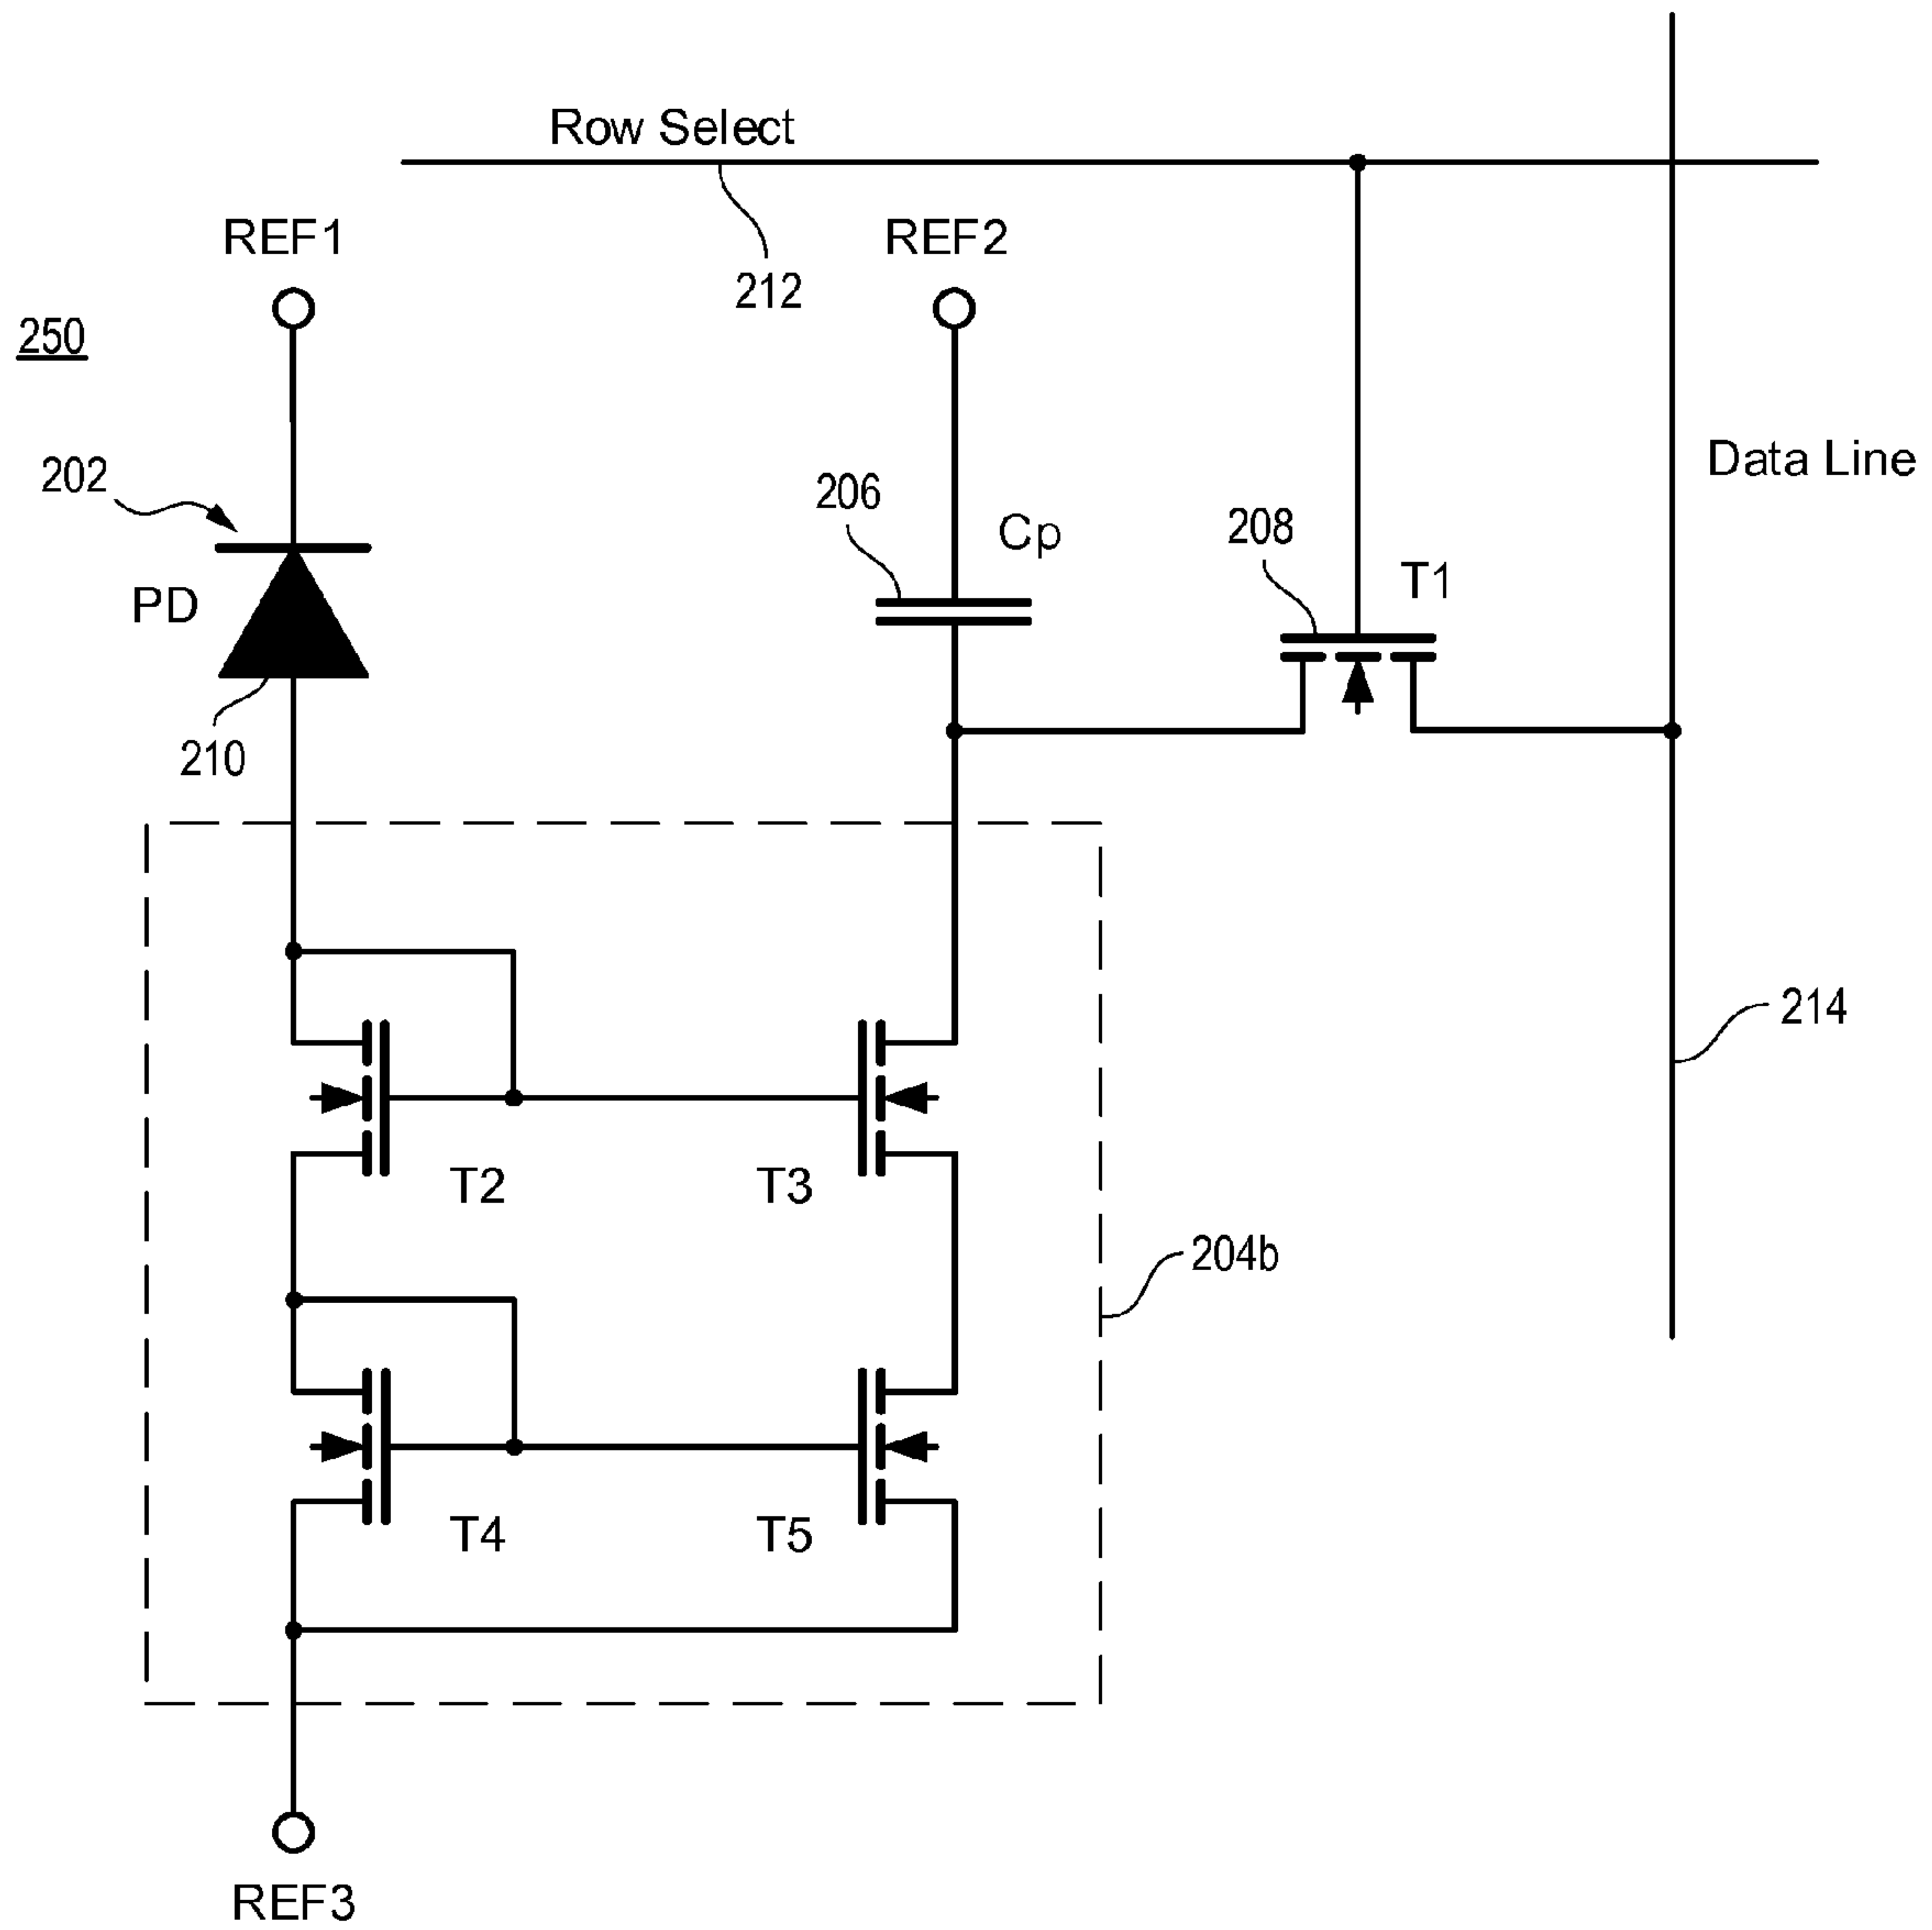 Row Select
REF1
REF2
212
250
Data Line
202
206
Cp
208
T1
PD
210
214
T2
T3
204b
T4
T5
REF3